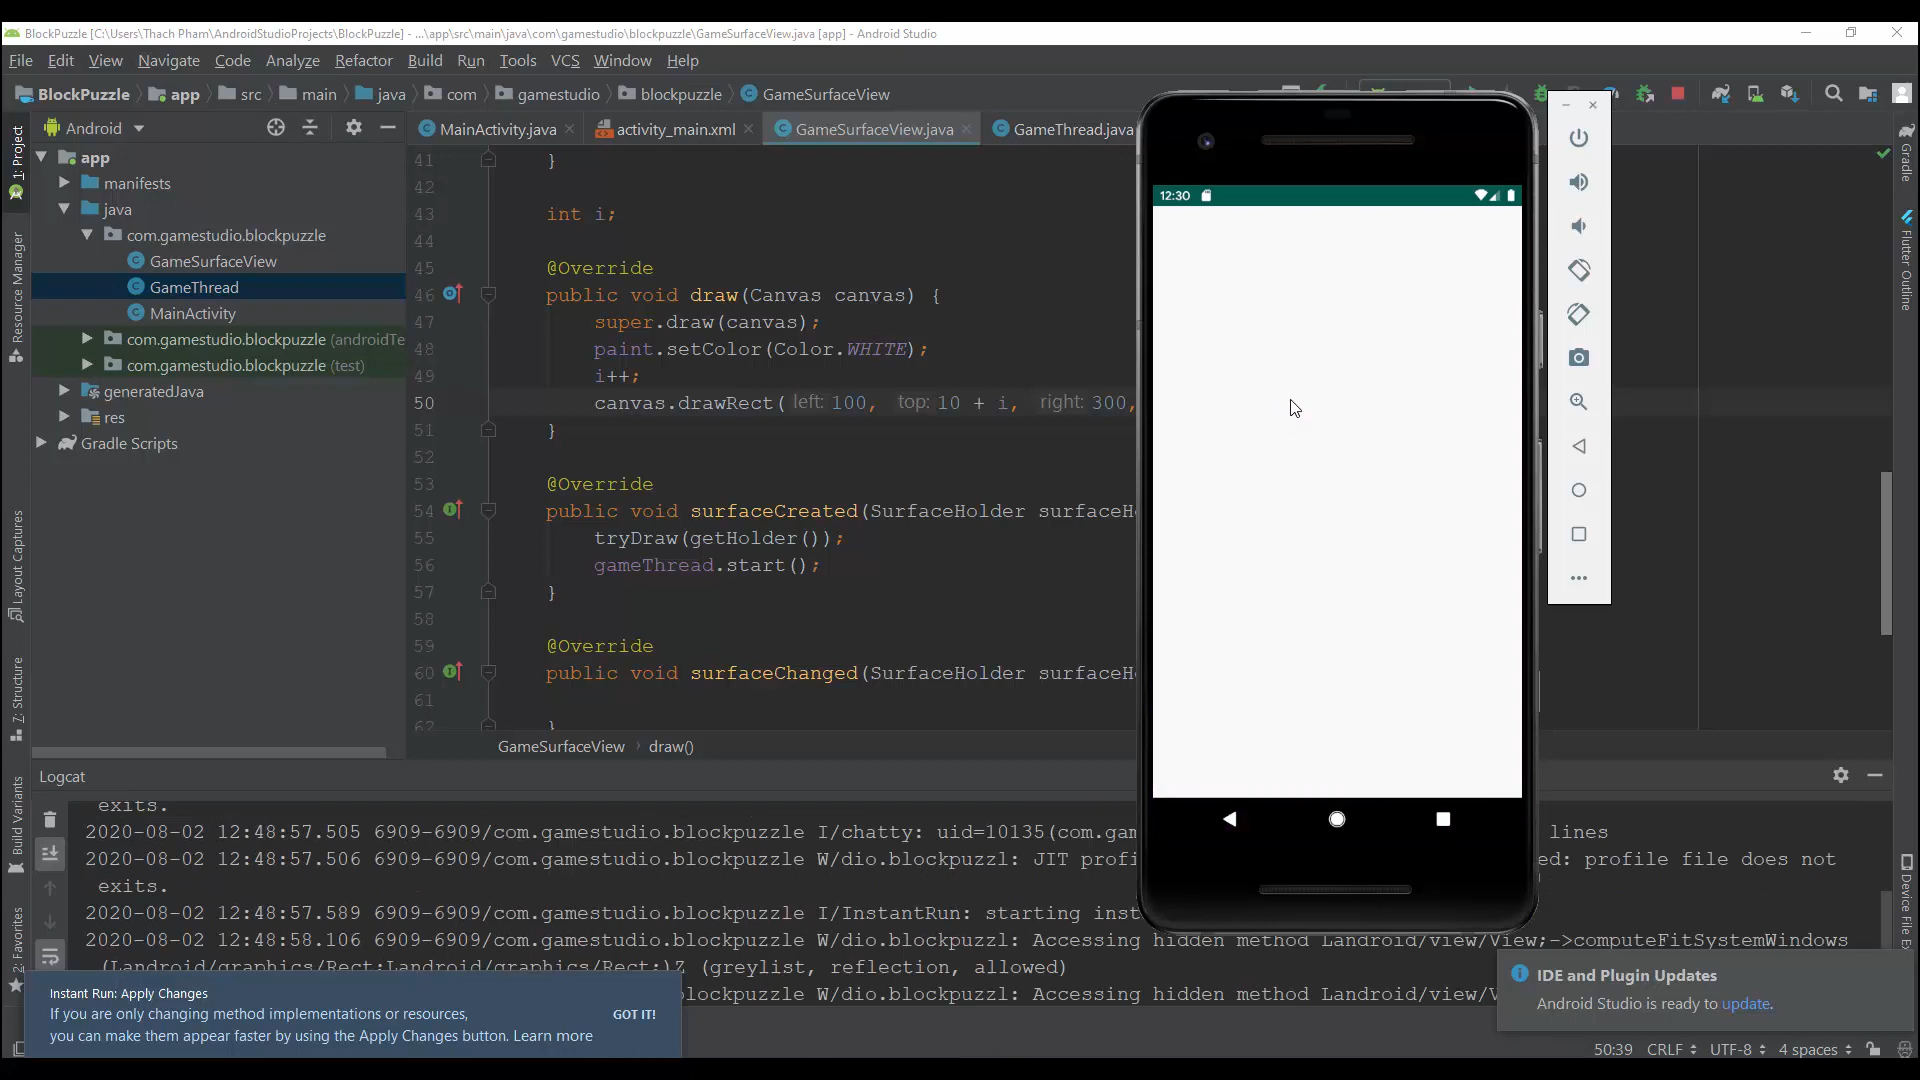 BlockPuzzle [C:\Users\Thach Pham\AndroidStudioProjects\BlockPuzzle] - ...\app\src\main\java\com\gamestudio\blockpuzzle\GameSurfaceView.java [app] - Android Studio
File Edit View Navigate Code Analyze Refactor Build Run Tools VCS Window Help
BlockPuzzle app src main java com gamestudio blockpuzzle GameSurfaceView
Android
MainActivity.java activity_main.xml GameSurfaceView.java GameThread.java
1: Project
Resource Manager
Layout Captures
7: Structure
Build Variants
2: Favorites
app
manifests
java
com.gamestudio.blockpuzzle
GameSurfaceView
GameThread
MainActivity
com.gamestudio.blockpuzzle (androidTe
com.gamestudio.blockpuzzle (test)
generatedJava
res
Gradle Scripts
41 }
42
43 int i;
44
45 @Override
46 public void draw(Canvas canvas) {
47 super.draw(canvas);
48 paint.setColor(Color.WHITE);
49 i++;
50 canvas.drawRect( left: 100, top: 10 + i, right: 300,
51 }
52
53 @Override
54 public void surfaceCreated(SurfaceHolder surfaceH
55 tryDraw(getHolder());
56 gameThread.start();
57 }
58
59 @Override
60 public void surfaceChanged(SurfaceHolder surfaceH
61
62 }
GameSurfaceView draw()
12:30
Gradle
Flutter Outline
Device File Ex
Logcat
exits.
2020-08-02 12:48:57.505 6909-6909/com.gamestudio.blockpuzzle I/chatty: uid=10135(com.gam lines
2020-08-02 12:48:57.506 6909-6909/com.gamestudio.blockpuzzle W/dio.blockpuzzl: JIT profi ed: profile file does not
exits.
2020-08-02 12:48:57.589 6909-6909/com.gamestudio.blockpuzzle I/InstantRun: starting inst
2020-08-02 12:48:58.106 6909-6909/com.gamestudio.blockpuzzle W/dio.blockpuzzl: Accessing hidden method Landroid/view/View;->computeFitSystemWindows
(Landroid/graphics/Rect;Landroid/graphics/Rect;)Z (greylist, reflection, allowed)
lockpuzzle W/dio.blockpuzzl: Accessing hidden method Landroid/view/V
Instant Run: Apply Changes
If you are only changing method implementations or resources,
you can make them appear faster by using the Apply Changes button. Learn more
GOT IT!
IDE and Plugin Updates
Android Studio is ready to update.
50:39 CRLF UTF-8 4 spaces